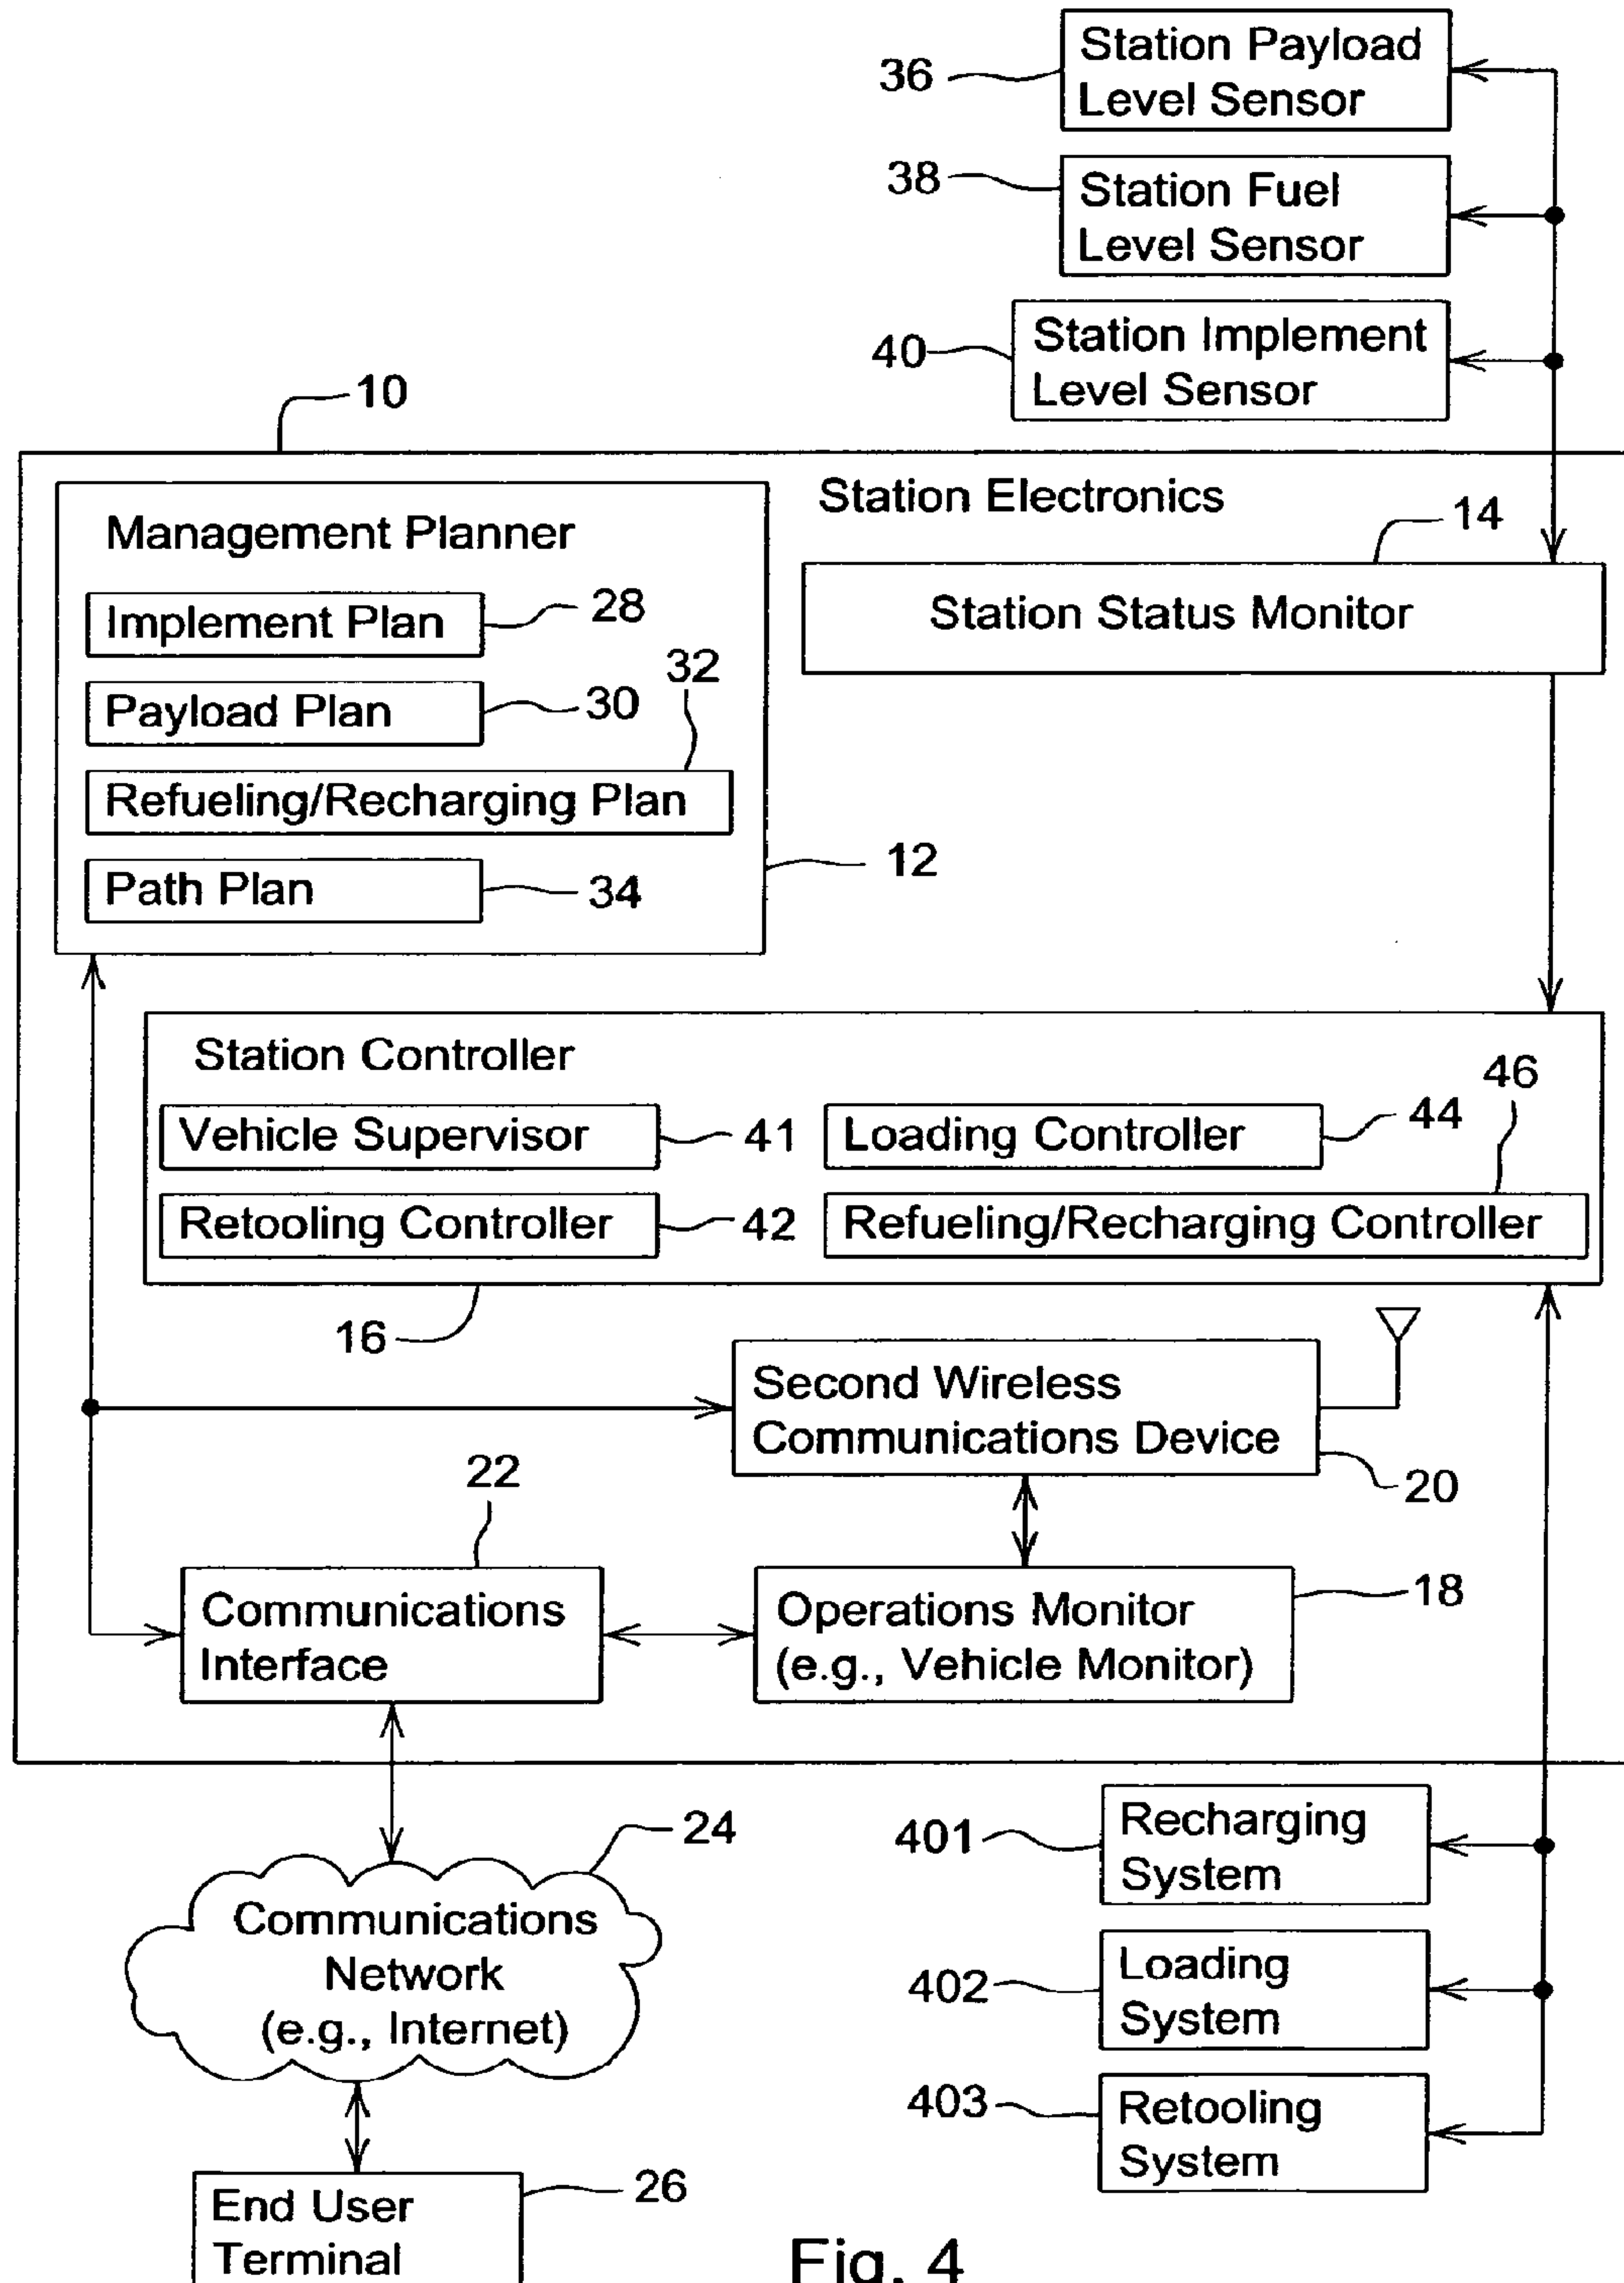 36
Station Payload
Level Sensor
38
Station Fuel
Level Sensor
40
Station Implement
Level Sensor
10
Station Electronics
Management Planner
14
Station Status Monitor
Implement Plan
28
Payload Plan
30
32
Refueling/Recharging Plan
12
Path Plan
34
Station Controller
46
Vehicle Supervisor
41
Loading Controller
44
Retooling Controller
42
Refueling/Recharging Controller
16
Second Wireless
Communications Device
20
22
Communications
Interface
Operations Monitor
(e.g., Vehicle Monitor)
18
24
Communications
Network
(e.g., Internet)
401
Recharging
System
402
Loading
System
403
Retooling
System
End User
Terminal
26
Fig. 4